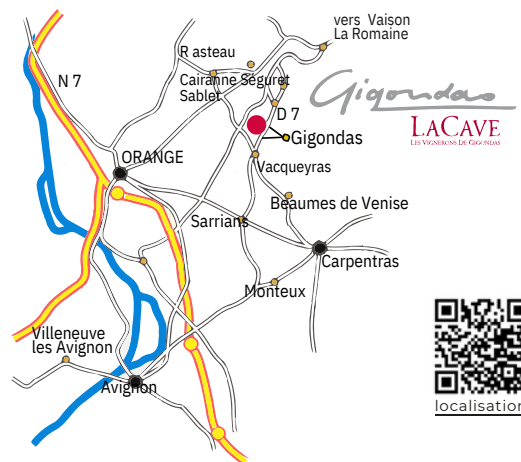 vers Vaison
La Romaine
R asteau
N 7
Cairanne Séguret
Sablet
Gigondas
D 7
LACAVE
LES VIGNERONS DE GIGONDAS
Gigondas
ORANGE
Vacqueyras
Beaumes de Venise
Sarrians
Carpentras
Monteux
Villeneuve
les Avignon
Avignon
localisation